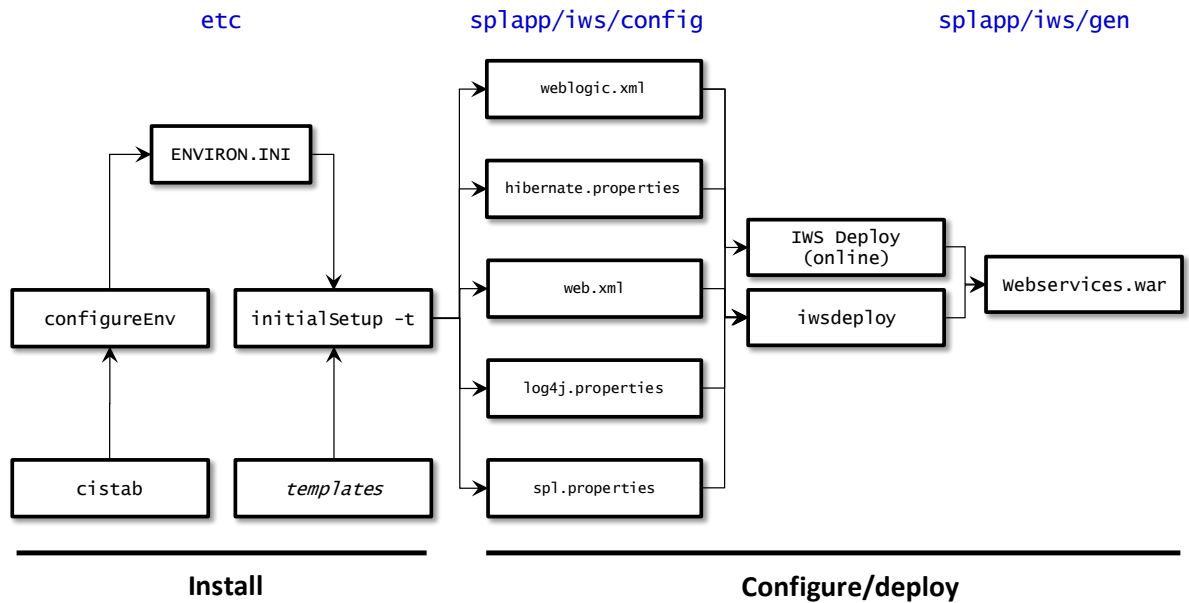 etc
splapp/iws/config
splapp/iws/gen
weblogic.xml
ENVIRON.INI
hibernate.properties
IWS Deploy
(online)
Webservices.war
configureEnv
initialSetup -t
web.xml
iwsdeploy
log4j.properties
cistab
templates
spl.properties
Install
Configure/deploy